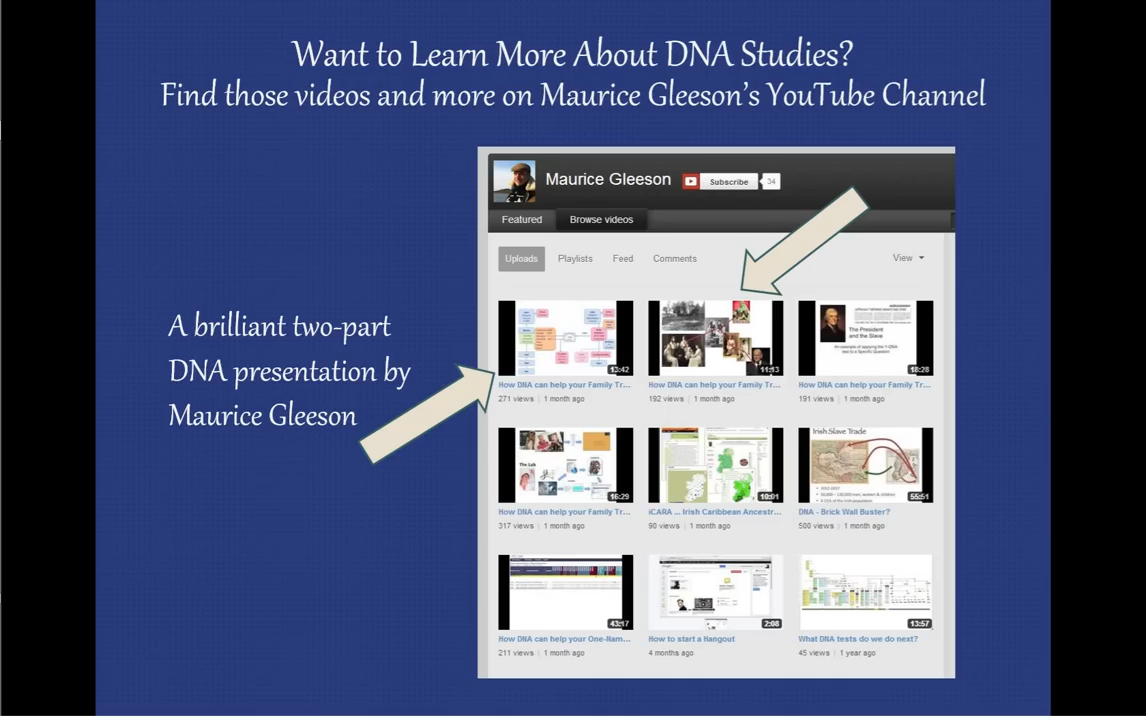 Want to Learn More About DNA Studies?
Find those videos and more on Maurice Gleeson's YouTube Channel
A brilliant two-part
DNA presentation by
Maurice Gleeson
Maurice Gleeson
Subscribe 34
Featured Browse videos
Uploads Playlists Feed Comments View
13:42 11:13 18:28
The President
and the Slave
How DNA can help your Family Tr... How DNA can help your Family Tr... How DNA can help your Family Tr...
271 views | 1 month ago 192 views | 1 month ago 191 views | 1 month ago
Irish Slave Trade
The Lab
16:29 10:01 55:51
How DNA can help your Family Tr... iCARA ... Irish Caribbean Ancestr... DNA - Brick Wall Buster?
317 views | 1 month ago 90 views | 1 month ago 500 views | 1 month ago
43:17 2:08 13:57
How DNA can help your One-Nam... How to start a Hangout What DNA tests do we do next?
211 views | 1 month ago 4 months ago 45 views | 1 year ago